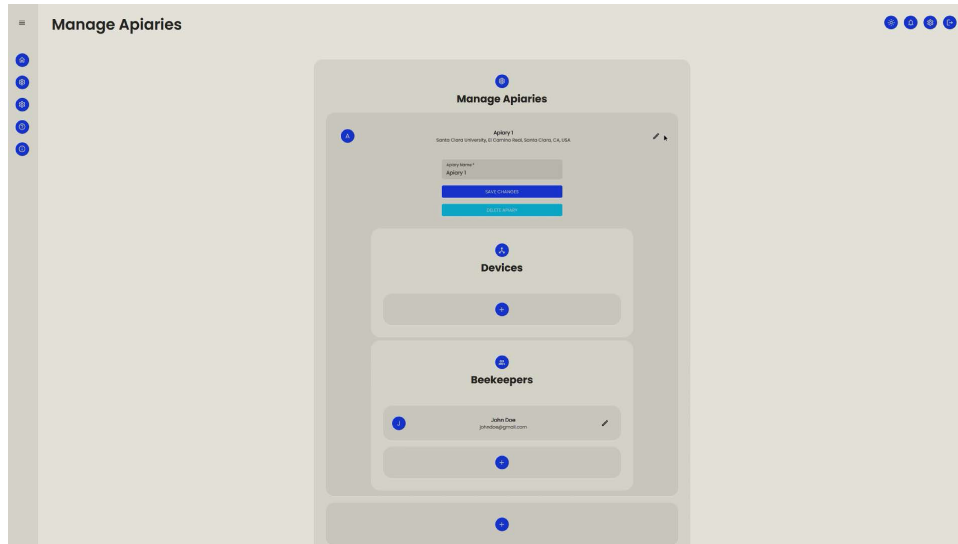 Manage Apiaries
Manage Apiaries
A
Apiary 1
Santa Clara University, El Camino Real, Santa Clara, CA, USA
Apiary Name *
Apiary 1
SAVE CHANGES
DELETE APIARY
Devices
Beekeepers
J
John Doe
johndoe@gmail.com